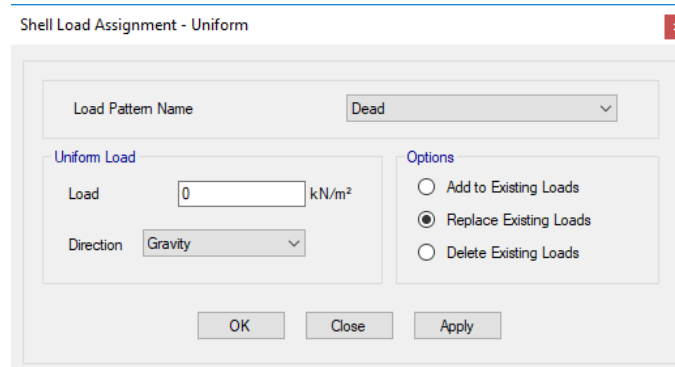 Shell Load Assignment - Uniform
Load Pattern Name
Dead
Uniform Load
Load
0
kN/m²
Direction
Gravity
Options
Add to Existing Loads
Replace Existing Loads
Delete Existing Loads
OK
Close
Apply